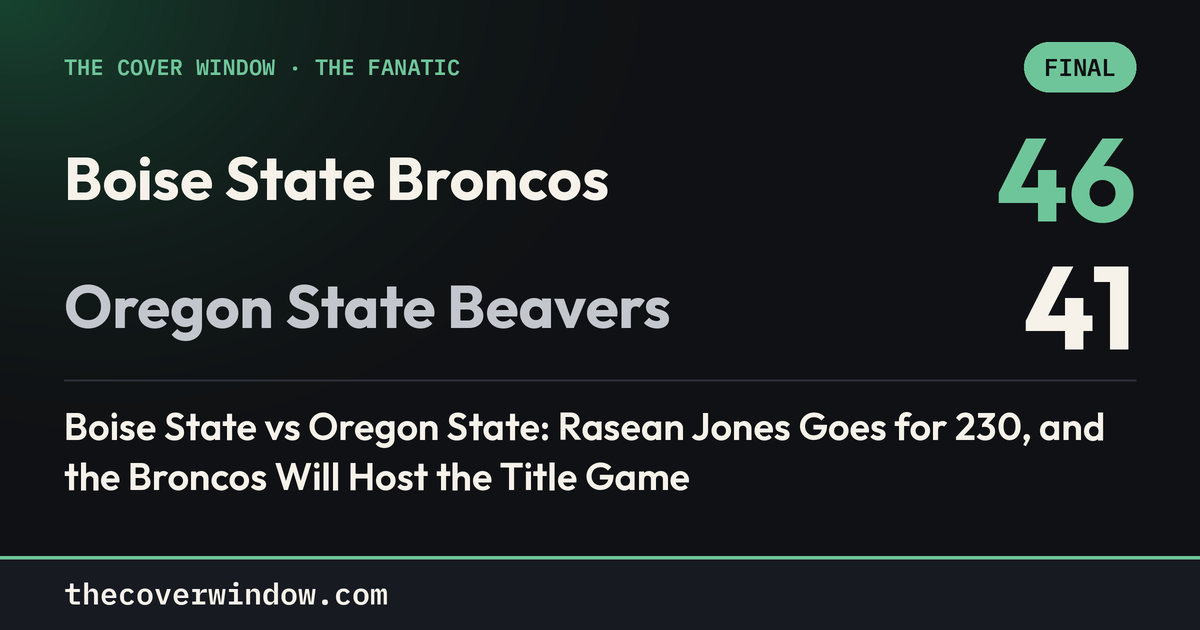 THE COVER WINDOW · THE FANATIC
FINAL
Boise State Broncos
46
Oregon State Beavers
41
Boise State vs Oregon State: Rasean Jones Goes for 230, and
the Broncos Will Host the Title Game
thecoverwindow.com